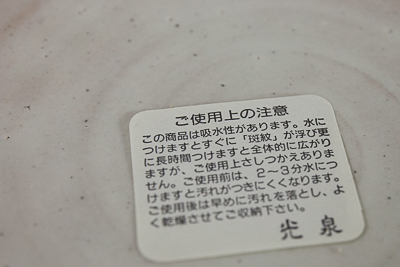 ご使用上の注意
この商品は吸水性があります。水に
つけますとすぐに「斑紋」が浮び更
に長時間つけますと全体的に広がり
ますが、ご使用上さしつかえありま
せん。ご使用前は、2〜3分水につ
けますと汚れがつきにくくなります。
ご使用後は早めに汚れを落とし、よ
く乾燥させてご収納下さい。
光泉